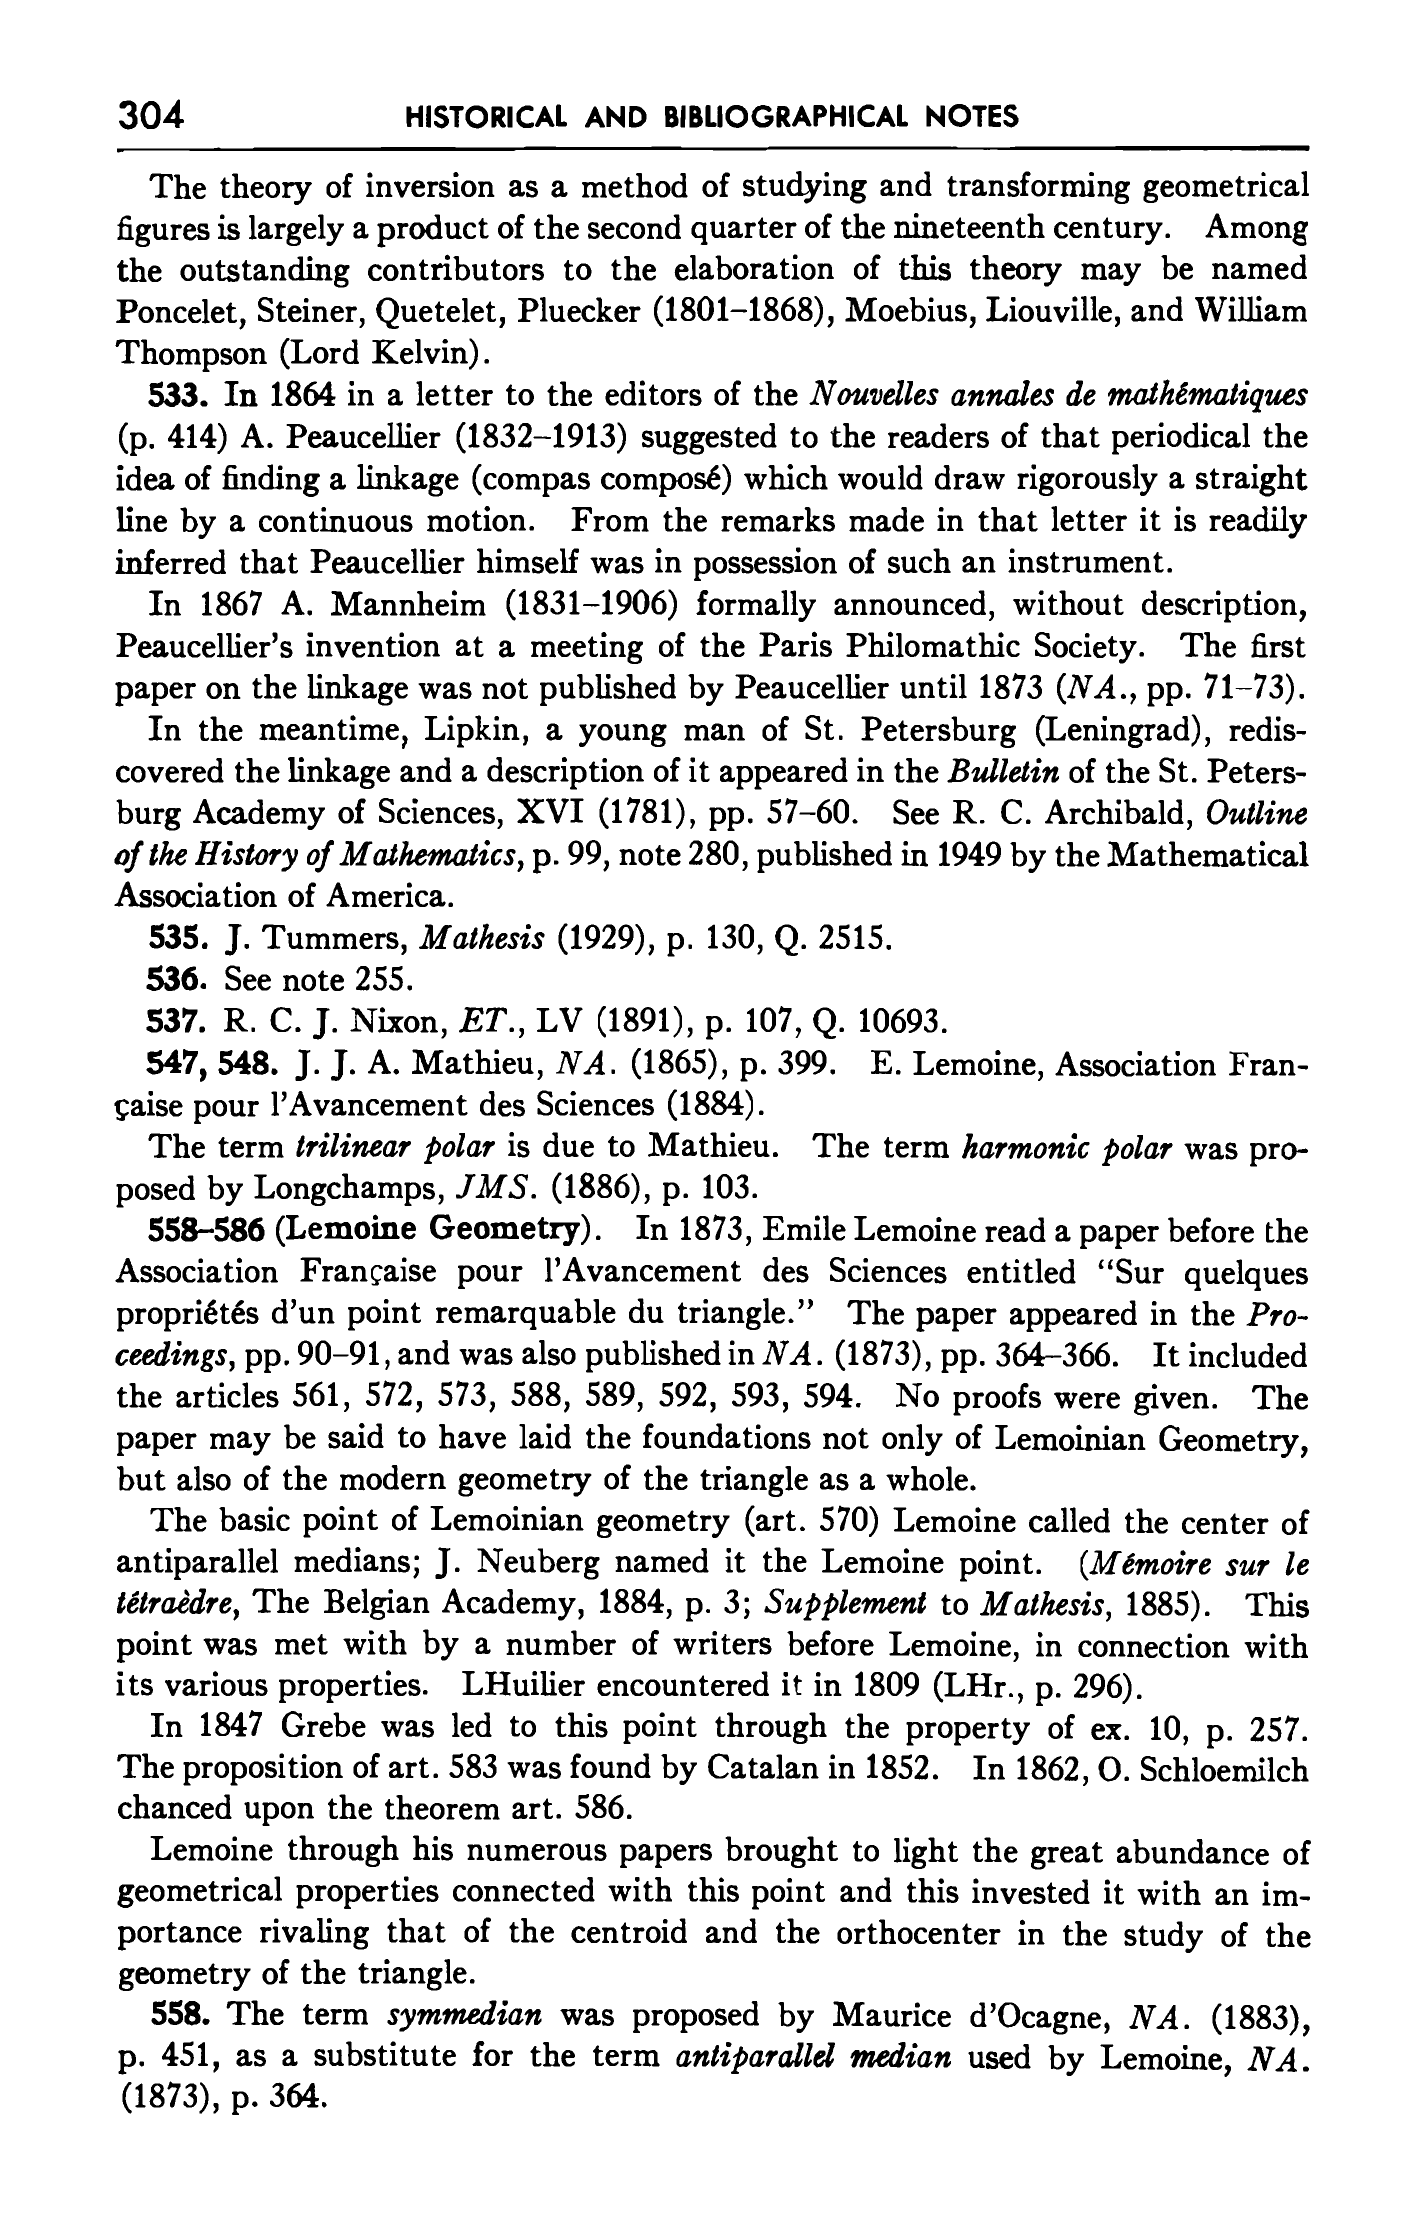 304 HISTORICAL AND BIBLIOGRAPHICAL NOTES
The theory of inversion as a method of studying and transforming geometrical
figures is largely a product of the second quarter of the nineteenth century. Among
the outstanding contributors to the elaboration of this theory may be named
Poncelet, Steiner, Quetelet, Pluecker (1801–1868), Moebius, Liouville, and William
Thompson (Lord Kelvin).
533. In 1864 in a letter to the editors of the Nouvelles annales de mathématiques
(p. 414) A. Peaucellier (1832–1913) suggested to the readers of that periodical the
idea of finding a linkage (compas composé) which would draw rigorously a straight
line by a continuous motion. From the remarks made in that letter it is readily
inferred that Peaucellier himself was in possession of such an instrument.
In 1867 A. Mannheim (1831–1906) formally announced, without description,
Peaucellier's invention at a meeting of the Paris Philomathic Society. The first
paper on the linkage was not published by Peaucellier until 1873 (NA., pp. 71–73).
In the meantime, Lipkin, a young man of St. Petersburg (Leningrad), redis-
covered the linkage and a description of it appeared in the Bulletin of the St. Peters-
burg Academy of Sciences, XVI (1781), pp. 57–60. See R. C. Archibald, Outline
of the History of Mathematics, p. 99, note 280, published in 1949 by the Mathematical
Association of America.
535. J. Tummers, Mathesis (1929), p. 130, Q. 2515.
536. See note 255.
537. R. C. J. Nixon, ET., LV (1891), p. 107, Q. 10693.
547, 548. J. J. A. Mathieu, NA. (1865), p. 399. E. Lemoine, Association Fran-
çaise pour l'Avancement des Sciences (1884).
The term trilinear polar is due to Mathieu. The term harmonic polar was pro-
posed by Longchamps, JMS. (1886), p. 103.
558–586 (Lemoine Geometry). In 1873, Emile Lemoine read a paper before the
Association Française pour l'Avancement des Sciences entitled "Sur quelques
propriétés d'un point remarquable du triangle." The paper appeared in the Pro-
ceedings, pp. 90–91, and was also published in NA. (1873), pp. 364–366. It included
the articles 561, 572, 573, 588, 589, 592, 593, 594. No proofs were given. The
paper may be said to have laid the foundations not only of Lemoinian Geometry,
but also of the modern geometry of the triangle as a whole.
The basic point of Lemoinian geometry (art. 570) Lemoine called the center of
antiparallel medians; J. Neuberg named it the Lemoine point. (Mémoire sur le
tétraèdre, The Belgian Academy, 1884, p. 3; Supplement to Mathesis, 1885). This
point was met with by a number of writers before Lemoine, in connection with
its various properties. LHuilier encountered it in 1809 (LHr., p. 296).
In 1847 Grebe was led to this point through the property of ex. 10, p. 257.
The proposition of art. 583 was found by Catalan in 1852. In 1862, O. Schloemilch
chanced upon the theorem art. 586.
Lemoine through his numerous papers brought to light the great abundance of
geometrical properties connected with this point and this invested it with an im-
portance rivaling that of the centroid and the orthocenter in the study of the
geometry of the triangle.
558. The term symmedian was proposed by Maurice d'Ocagne, NA. (1883),
p. 451, as a substitute for the term antiparallel median used by Lemoine, NA.
(1873), p. 364.